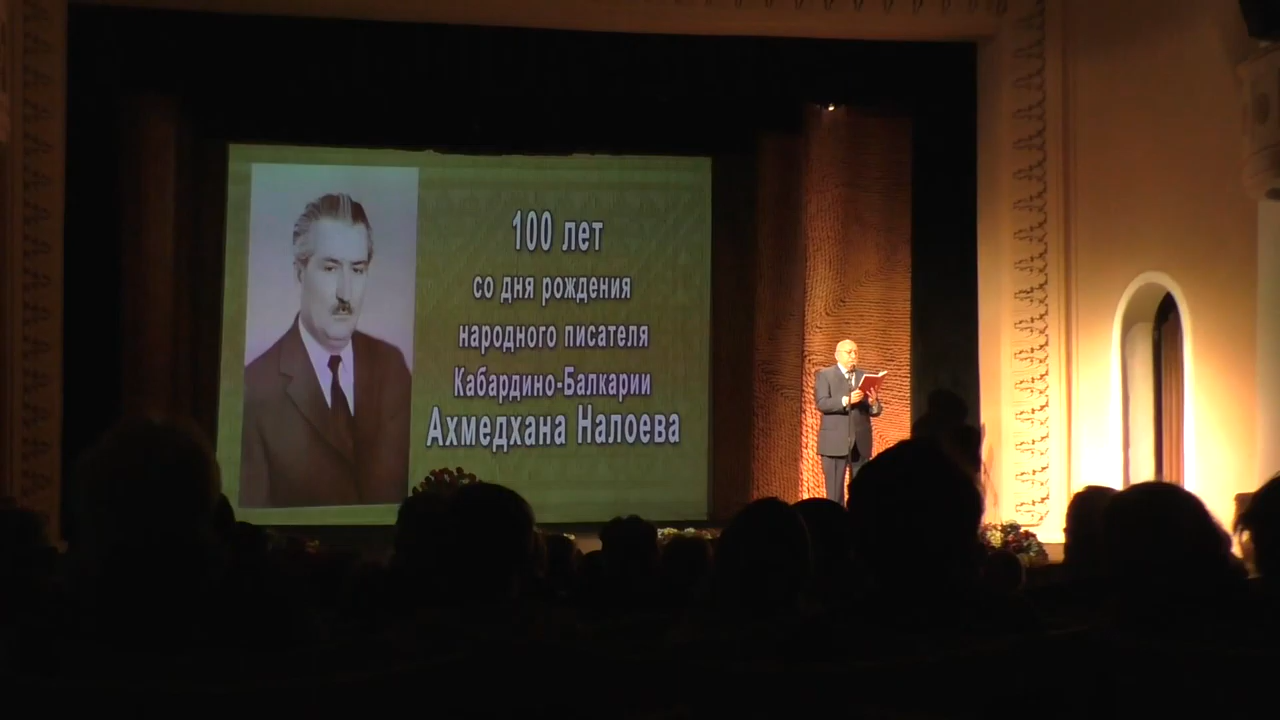 100 лет
со дня рождения
народного писателя
Кабардино-Балкарии
Ахмедхана Налоева